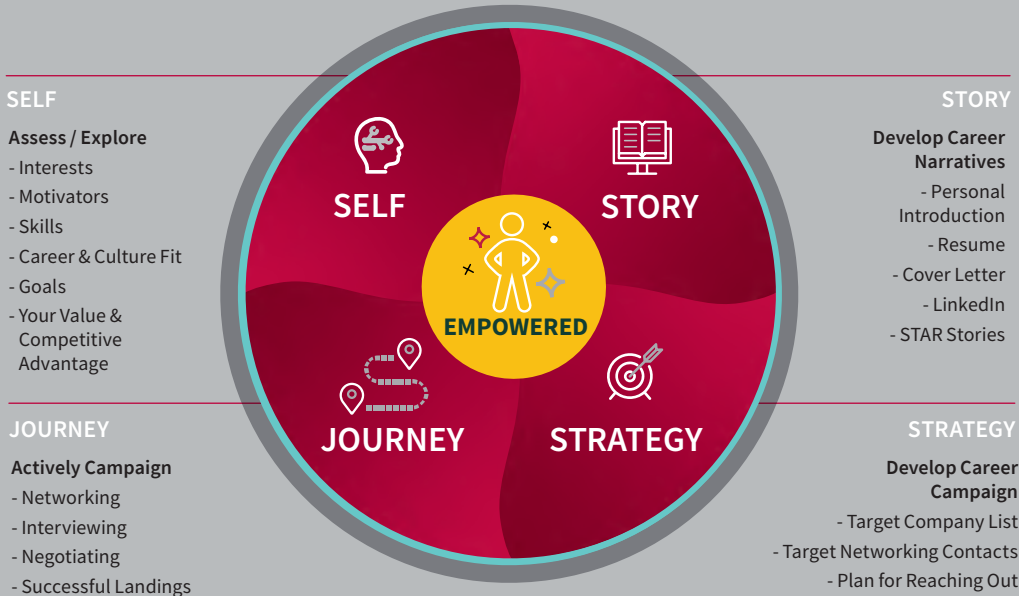 SELF
Assess / Explore
- Interests
- Motivators
- Skills
- Career & Culture Fit
- Goals
- Your Value &
Competitive
Advantage
STORY
Develop Career
Narratives
- Personal
Introduction
- Resume
- Cover Letter
- LinkedIn
- STAR Stories
SELF
STORY
EMPOWERED
JOURNEY
STRATEGY
JOURNEY
Actively Campaign
- Networking
- Interviewing
- Negotiating
- Successful Landings
STRATEGY
Develop Career
Campaign
- Target Company List
- Target Networking Contacts
- Plan for Reaching Out